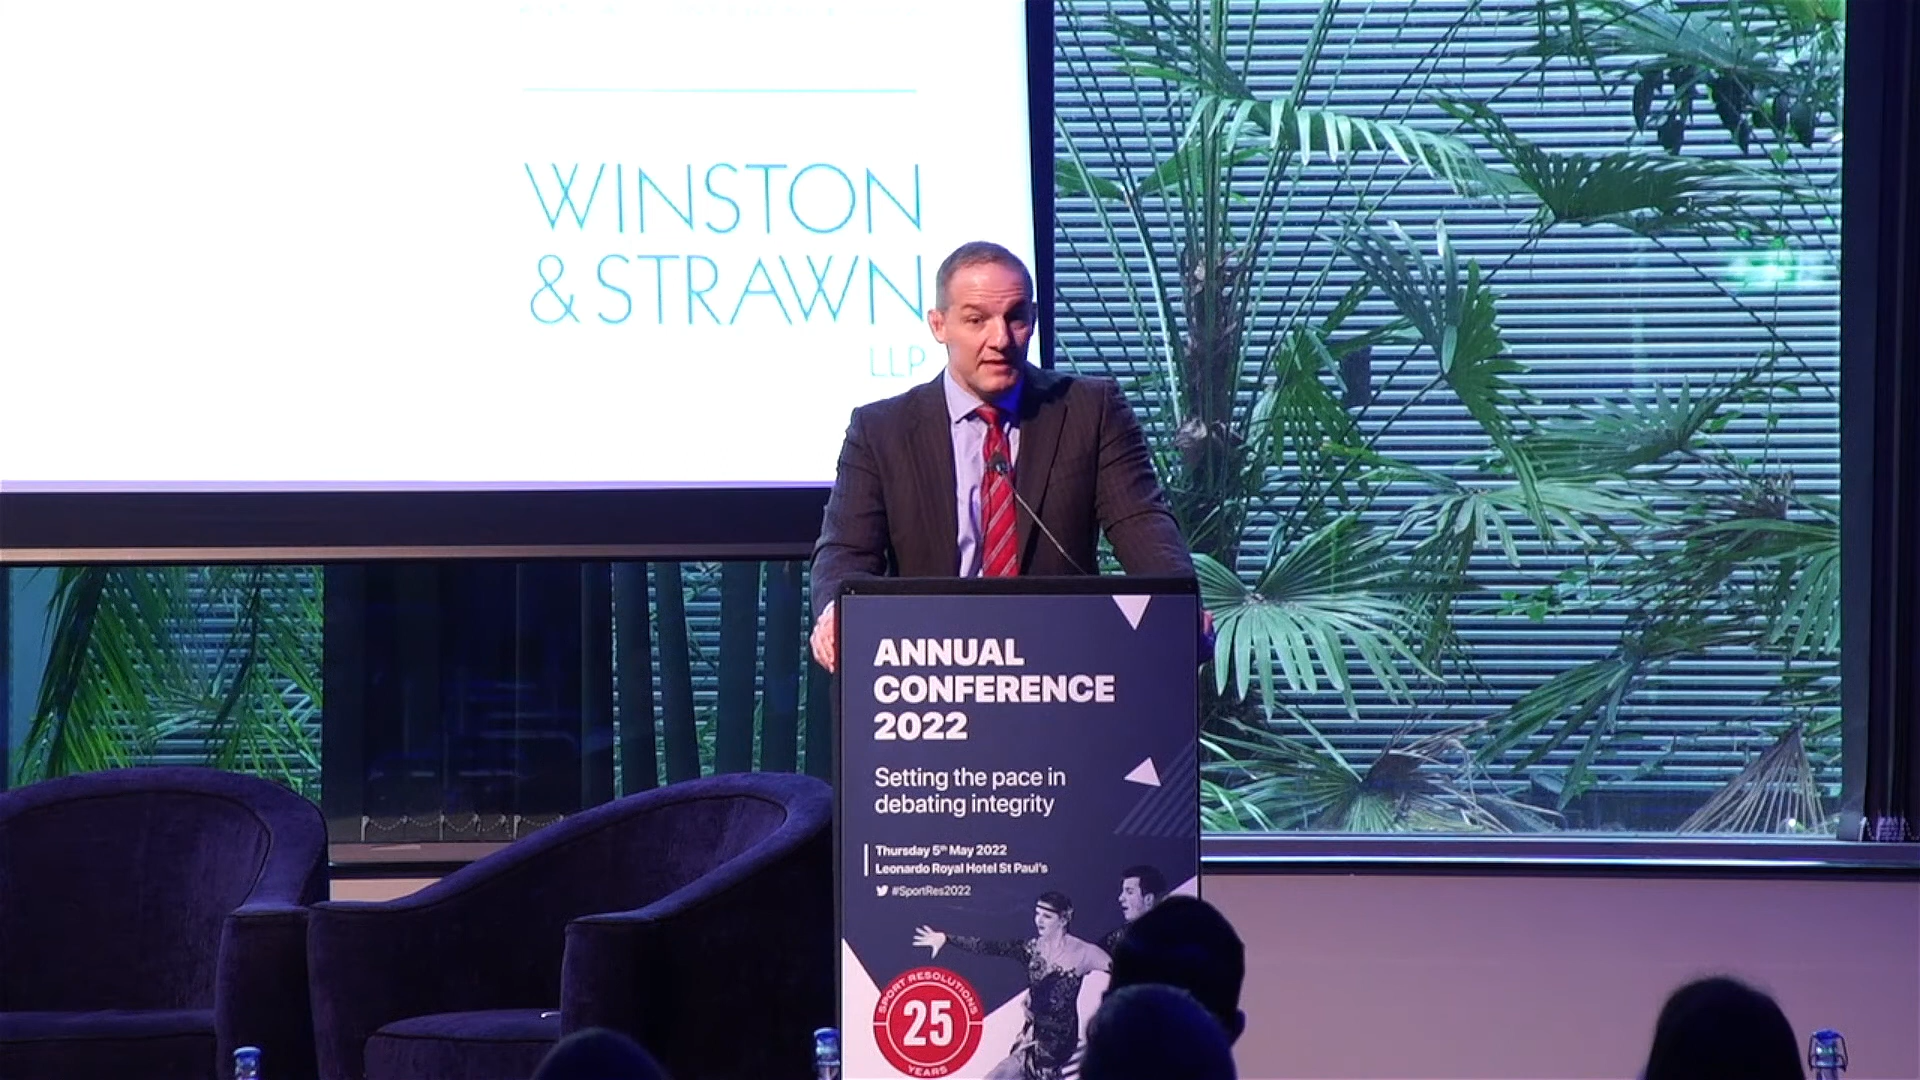 WINSTON
& STRAWN
LLP
ANNUAL
CONFERENCE
2022
Setting the pace in
debating integrity
Thursday 5th May 2022
Leonardo Royal Hotel St Paul's
#SportRes2022
SPORT RESOLUTIONS
25
YEARS